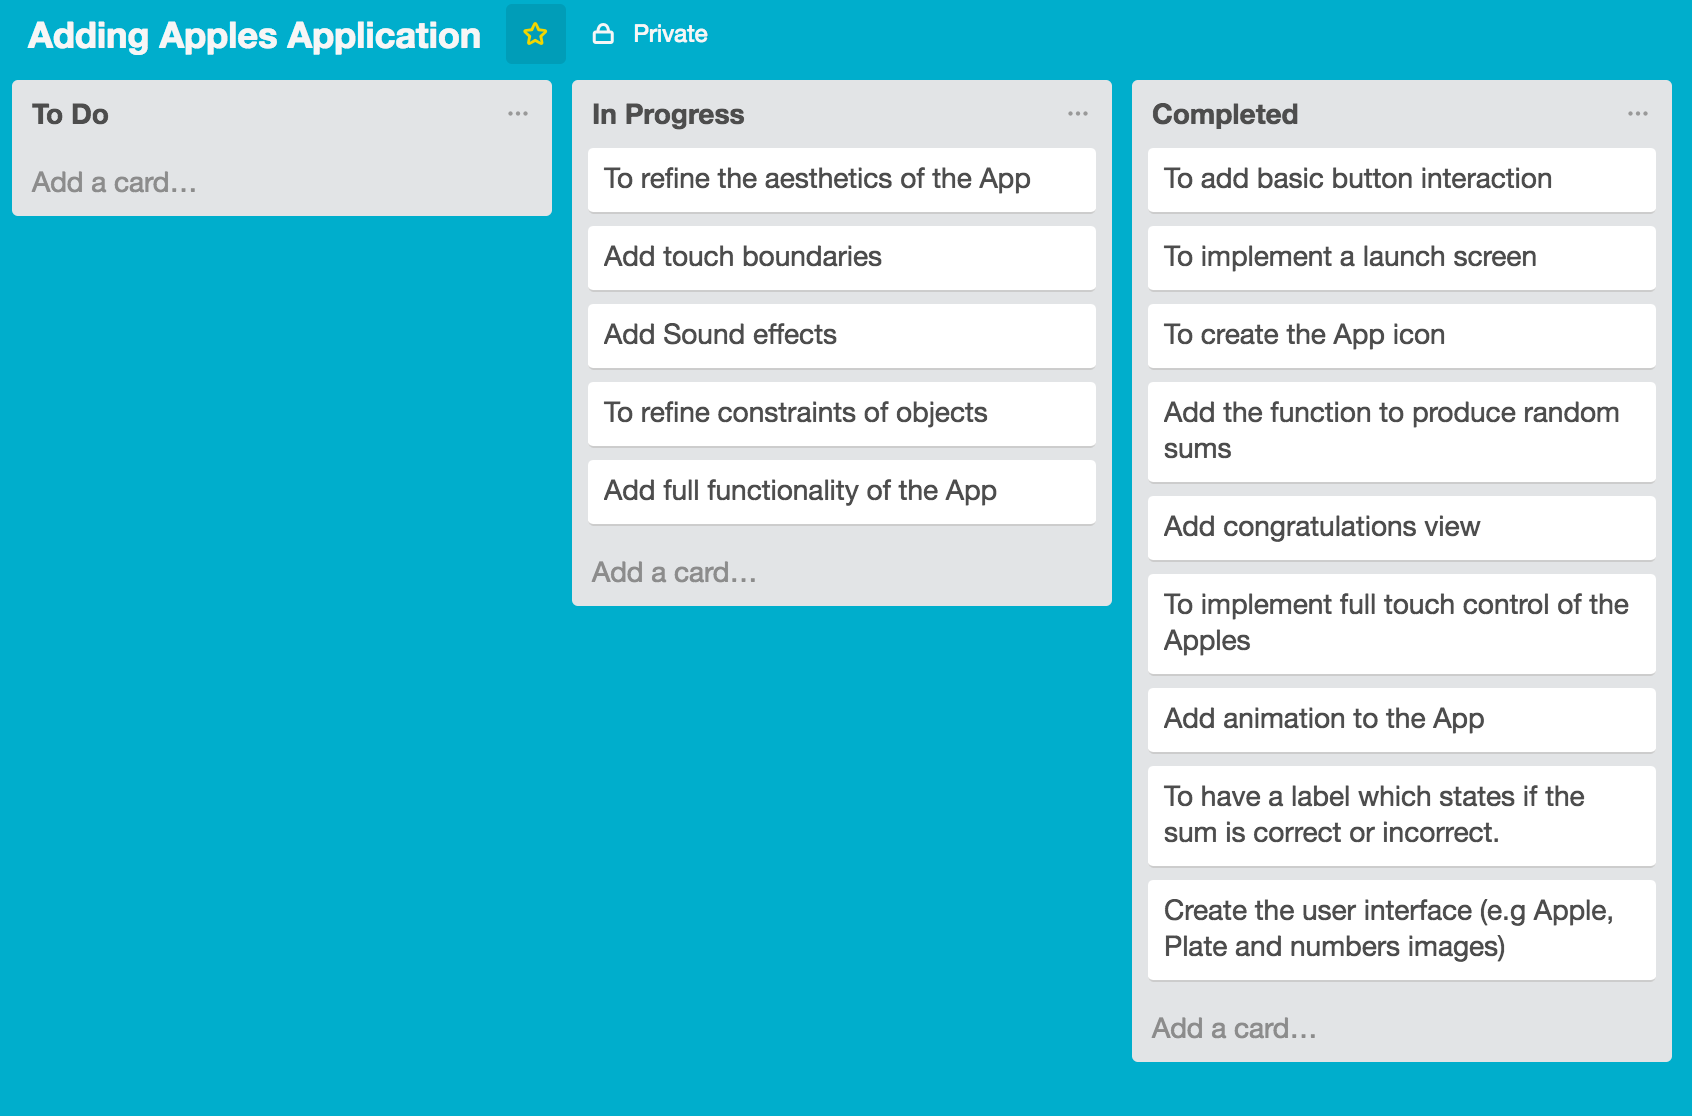 Adding Apples Application
Private
To Do
Add a card...
In Progress
To refine the aesthetics of the App
Add touch boundaries
Add Sound effects
To refine constraints of objects
Add full functionality of the App
Add a card...
Completed
To add basic button interaction
To implement a launch screen
To create the App icon
Add the function to produce random
sums
Add congratulations view
To implement full touch control of the
Apples
Add animation to the App
To have a label which states if the
sum is correct or incorrect.
Create the user interface (e.g Apple,
Plate and numbers images)
Add a card...